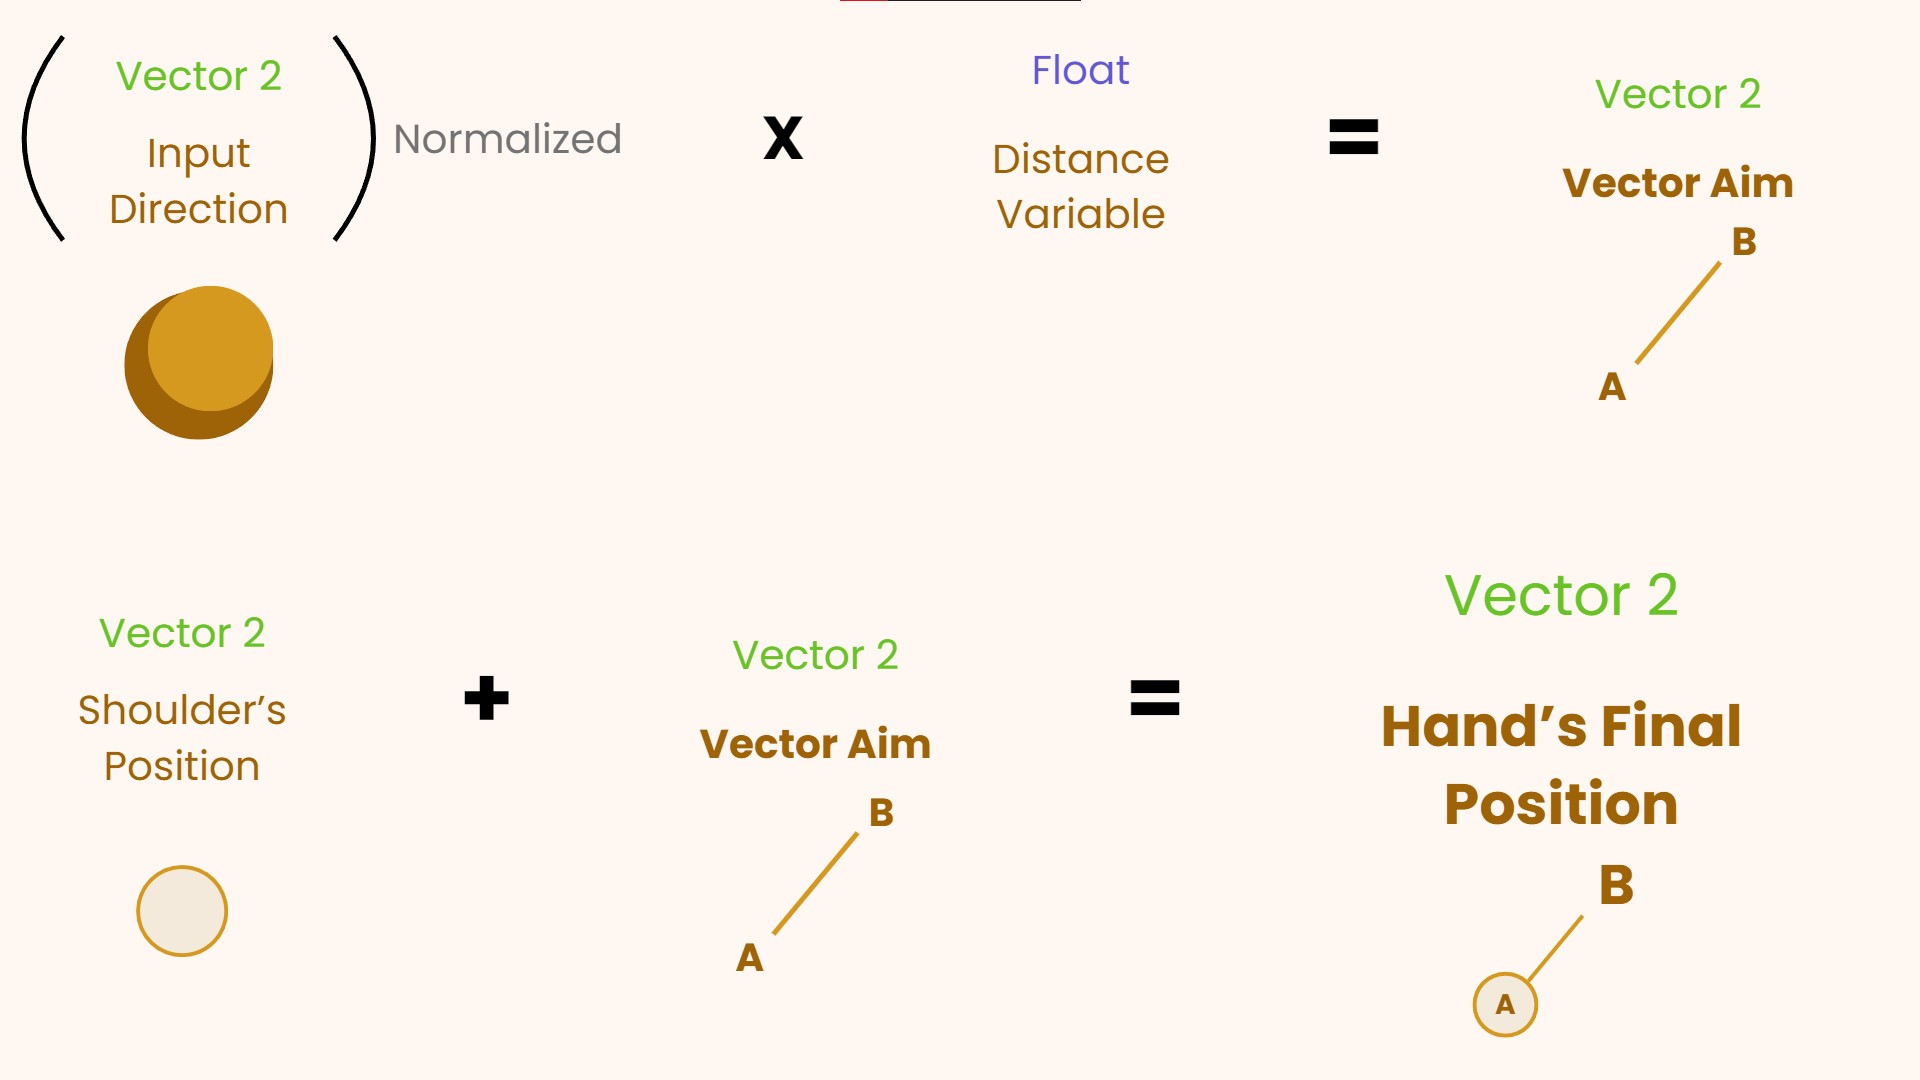 Vector 2
Input
Direction
Normalized
x
Float
Distance
Variable
=
Vector 2
Vector Aim
B
A
Vector 2
Shoulder’s
Position
+
Vector 2
Vector Aim
B
A
=
Vector 2
Hand’s Final
Position
B
A